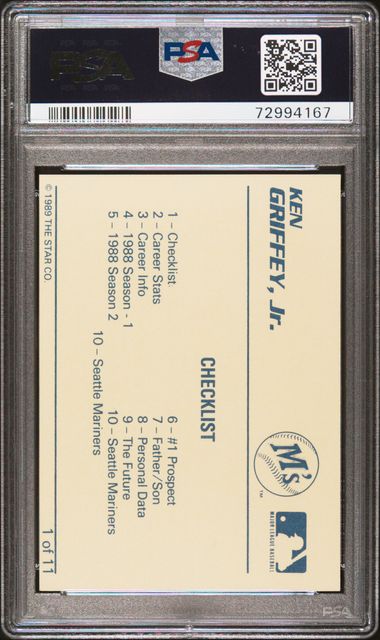 PSA
PSA
72994167
KEN
GRIFFEY, Jr.
M's
TM
MAJOR LEAGUE BASEBALL
CHECKLIST
1 - Checklist
2 - Career Stats
3 - Career Info
4 - 1988 Season - 1
5 - 1988 Season 2
6 - #1 Prospect
7 - Father/Son
8 - Personal Data
9 - The Future
10 - Seattle Mariners
10 - Seattle Mariners
© 1989 THE STAR CO.
1 of 11
PSA